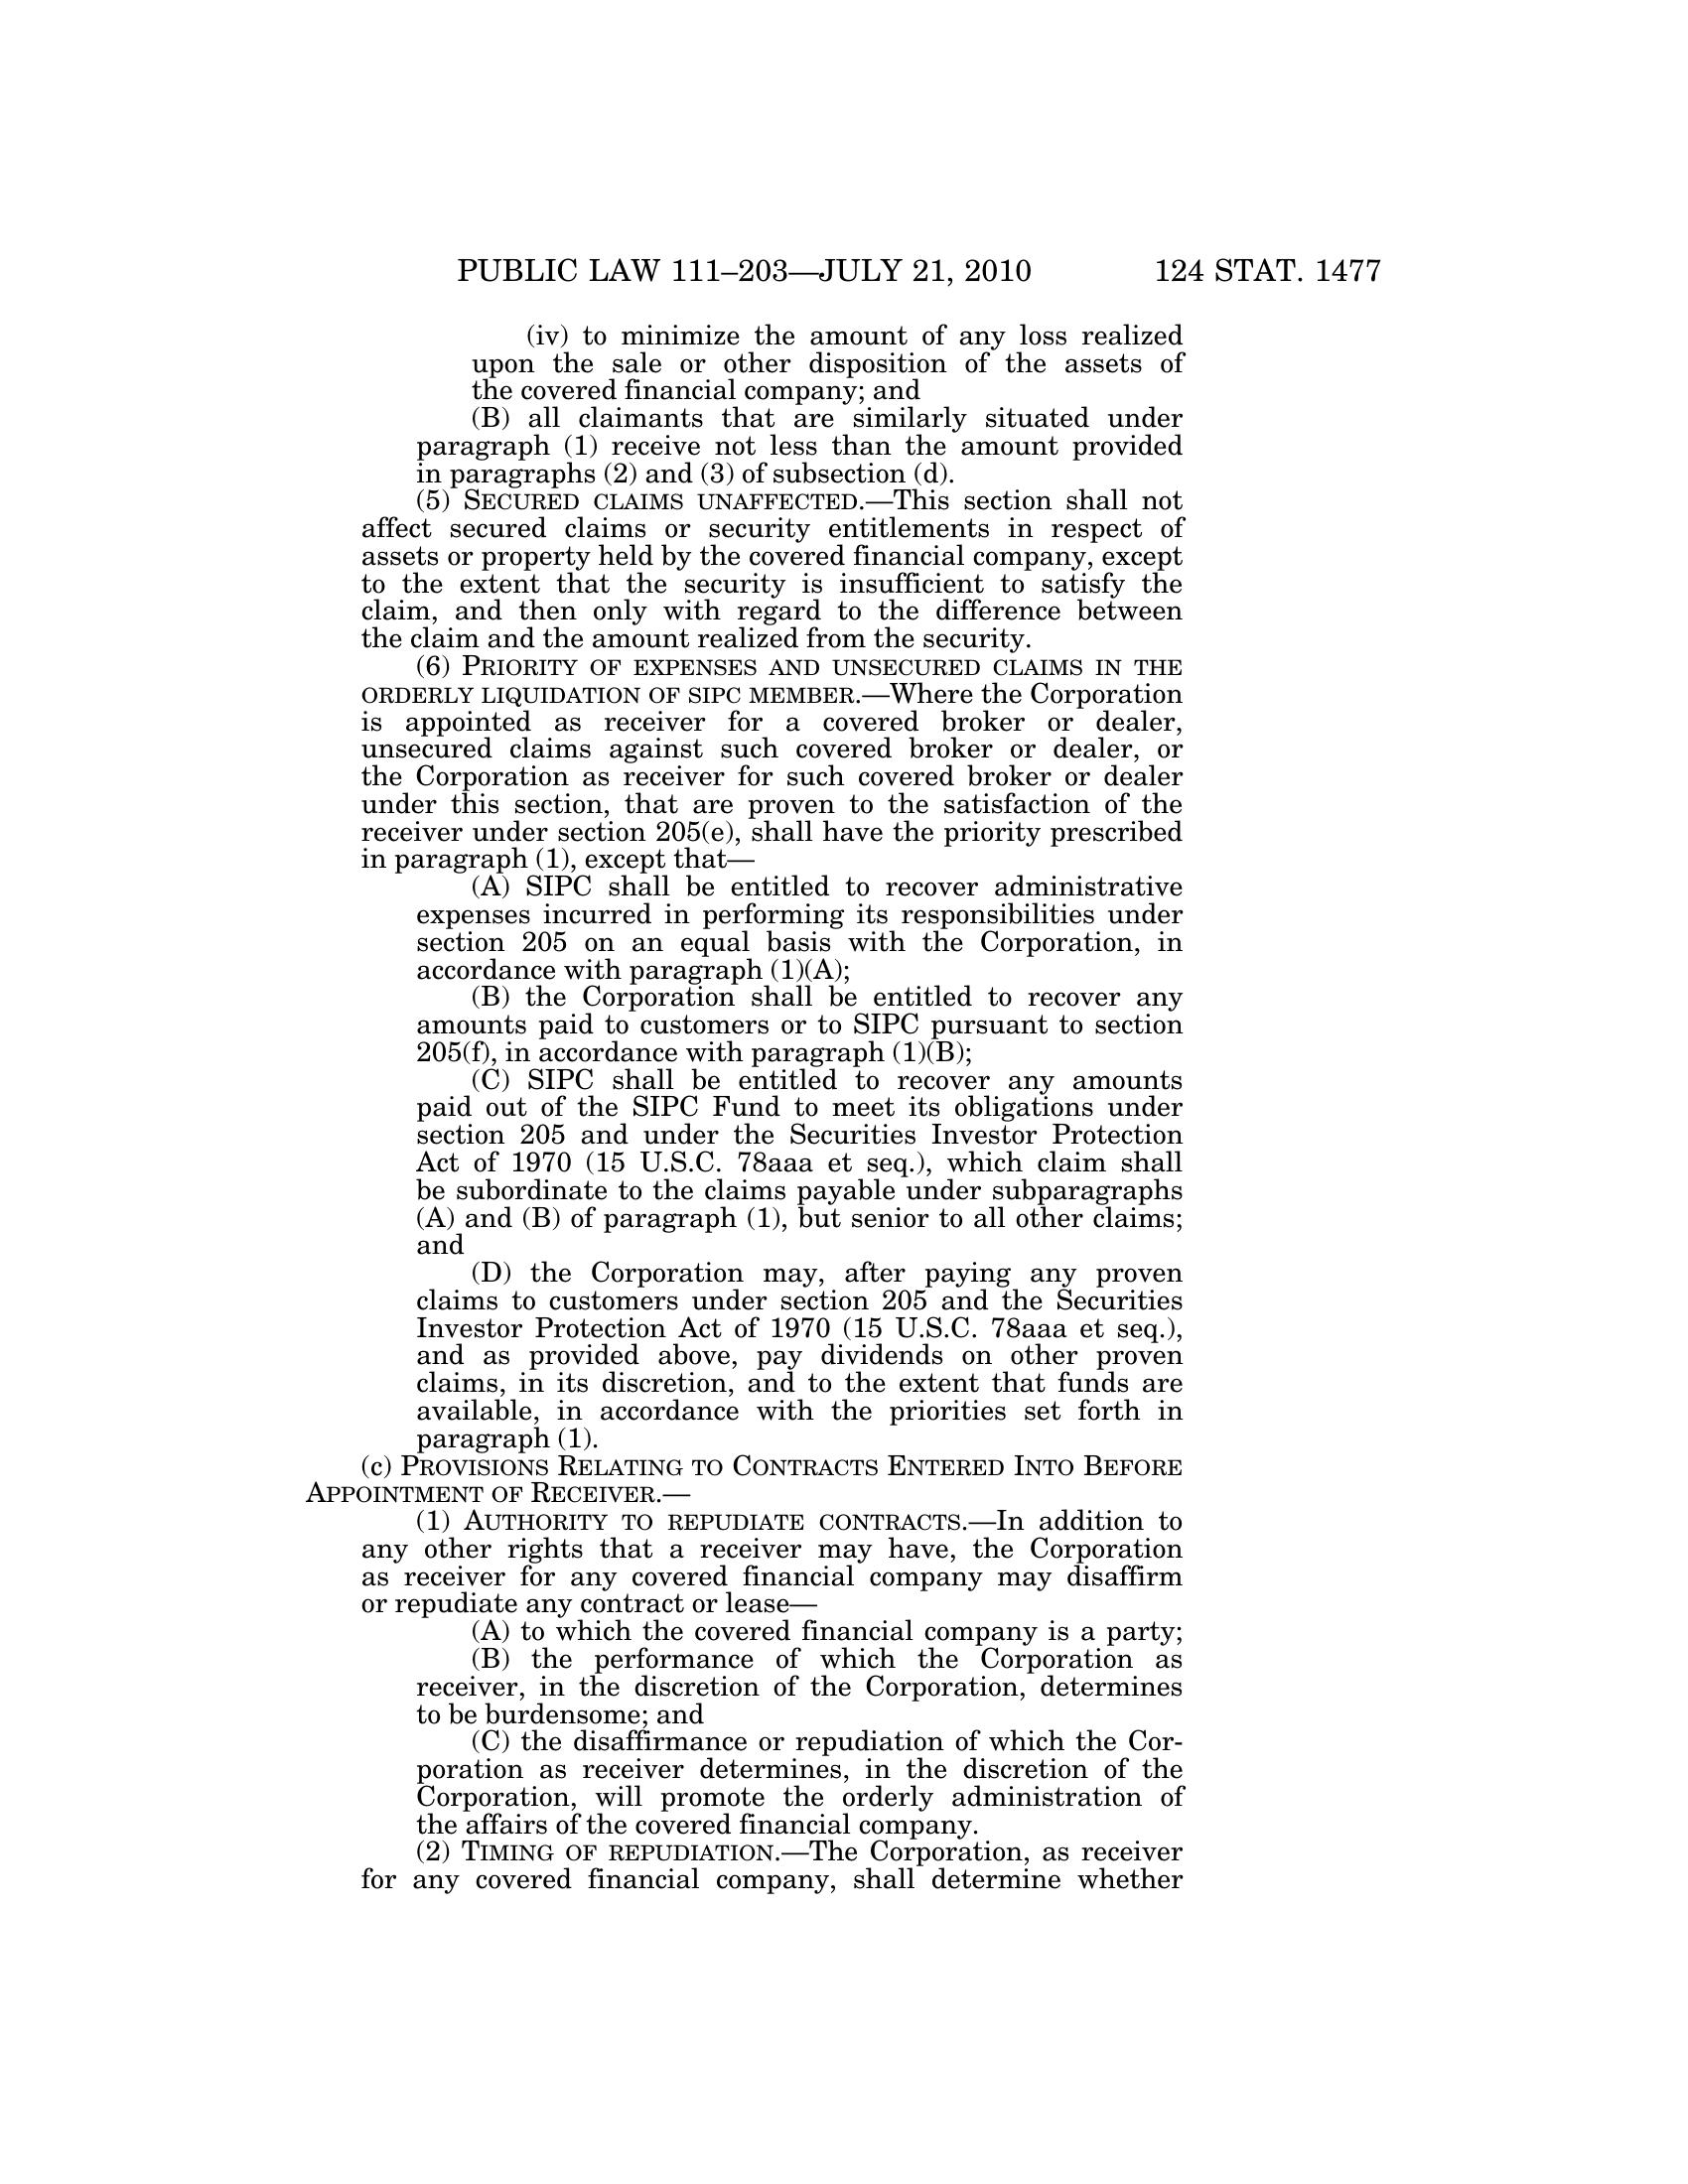 PUBLIC LAW 111–203—JULY 21, 2010 124 STAT. 1477
(iv) to minimize the amount of any loss realized
upon the sale or other disposition of the assets of
the covered financial company; and
(B) all claimants that are similarly situated under
paragraph (1) receive not less than the amount provided
in paragraphs (2) and (3) of subsection (d).
(5) SECURED CLAIMS UNAFFECTED.—This section shall not
affect secured claims or security entitlements in respect of
assets or property held by the covered financial company, except
to the extent that the security is insufficient to satisfy the
claim, and then only with regard to the difference between
the claim and the amount realized from the security.
(6) PRIORITY OF EXPENSES AND UNSECURED CLAIMS IN THE
ORDERLY LIQUIDATION OF SIPC MEMBER.—Where the Corporation
is appointed as receiver for a covered broker or dealer,
unsecured claims against such covered broker or dealer, or
the Corporation as receiver for such covered broker or dealer
under this section, that are proven to the satisfaction of the
receiver under section 205(e), shall have the priority prescribed
in paragraph (1), except that—
(A) SIPC shall be entitled to recover administrative
expenses incurred in performing its responsibilities under
section 205 on an equal basis with the Corporation, in
accordance with paragraph (1)(A);
(B) the Corporation shall be entitled to recover any
amounts paid to customers or to SIPC pursuant to section
205(f), in accordance with paragraph (1)(B);
(C) SIPC shall be entitled to recover any amounts
paid out of the SIPC Fund to meet its obligations under
section 205 and under the Securities Investor Protection
Act of 1970 (15 U.S.C. 78aaa et seq.), which claim shall
be subordinate to the claims payable under subparagraphs
(A) and (B) of paragraph (1), but senior to all other claims;
and
(D) the Corporation may, after paying any proven
claims to customers under section 205 and the Securities
Investor Protection Act of 1970 (15 U.S.C. 78aaa et seq.),
and as provided above, pay dividends on other proven
claims, in its discretion, and to the extent that funds are
available, in accordance with the priorities set forth in
paragraph (1).
(c) PROVISIONS RELATING TO CONTRACTS ENTERED INTO BEFORE
APPOINTMENT OF RECEIVER.—
(1) AUTHORITY TO REPUDIATE CONTRACTS.—In addition to
any other rights that a receiver may have, the Corporation
as receiver for any covered financial company may disaffirm
or repudiate any contract or lease—
(A) to which the covered financial company is a party;
(B) the performance of which the Corporation as
receiver, in the discretion of the Corporation, determines
to be burdensome; and
(C) the disaffirmance or repudiation of which the Cor-
poration as receiver determines, in the discretion of the
Corporation, will promote the orderly administration of
the affairs of the covered financial company.
(2) TIMING OF REPUDIATION.—The Corporation, as receiver
for any covered financial company, shall determine whether